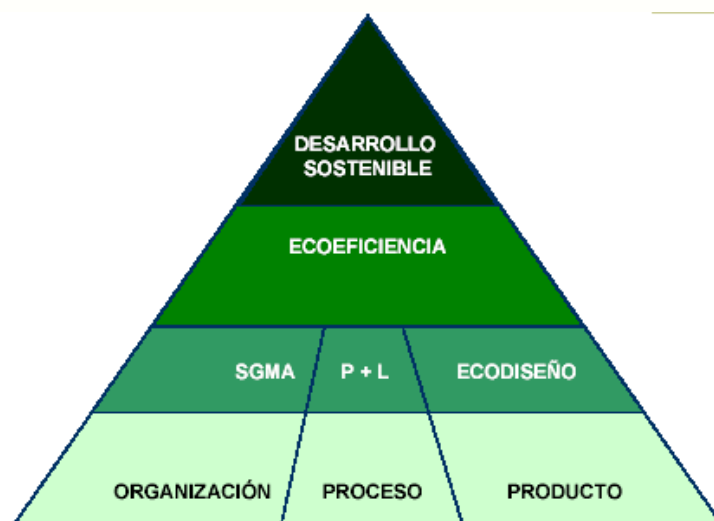 DESARROLLO
SOSTENIBLE
ECOEFICIENCIA
SGMA P + L ECODISEÑO
ORGANIZACIÓN PROCESO PRODUCTO